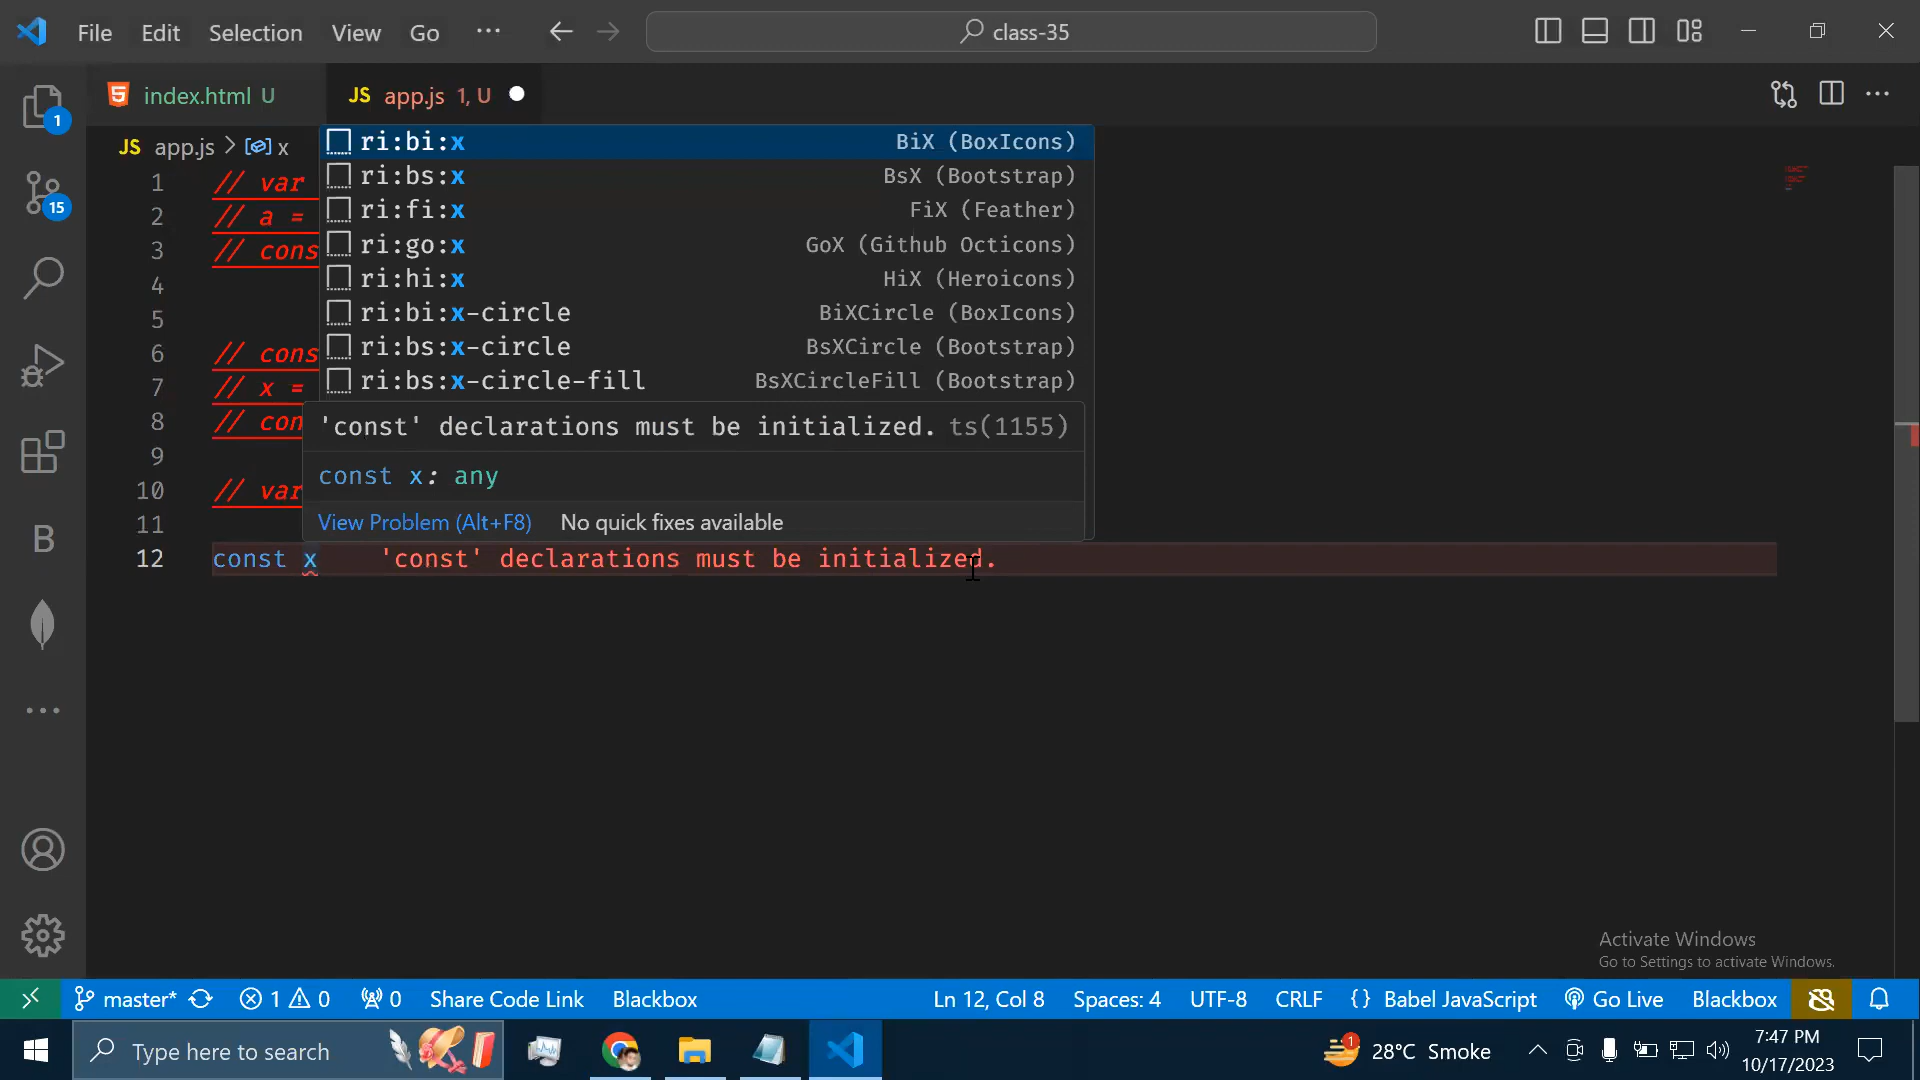 File Edit Selection View Go ··· class-35
index.html U JS app.js 1, U
JS app.js > x
1 // var
2 // a =
3 // cons
4
5
6 // cons
7 // x =
8 // con
9
10 // var
11
12 const x 'const' declarations must be initialized.
ri:bi:x BiX (BoxIcons)
ri:bs:x BsX (Bootstrap)
ri:fi:x FiX (Feather)
ri:go:x GoX (Github Octicons)
ri:hi:x HiX (Heroicons)
ri:bi:x-circle BiXCircle (BoxIcons)
ri:bs:x-circle BsXCircle (Bootstrap)
ri:bs:x-circle-fill BsXCircleFill (Bootstrap)
'const' declarations must be initialized. ts(1155)
const x: any
View Problem (Alt+F8) No quick fixes available
1
15
B
Activate Windows
Go to Settings to activate Windows.
master* 1 0 0 Share Code Link Blackbox Ln 12, Col 8 Spaces: 4 UTF-8 CRLF {} Babel JavaScript Go Live Blackbox
Type here to search 1 28°C Smoke 7:47 PM
10/17/2023